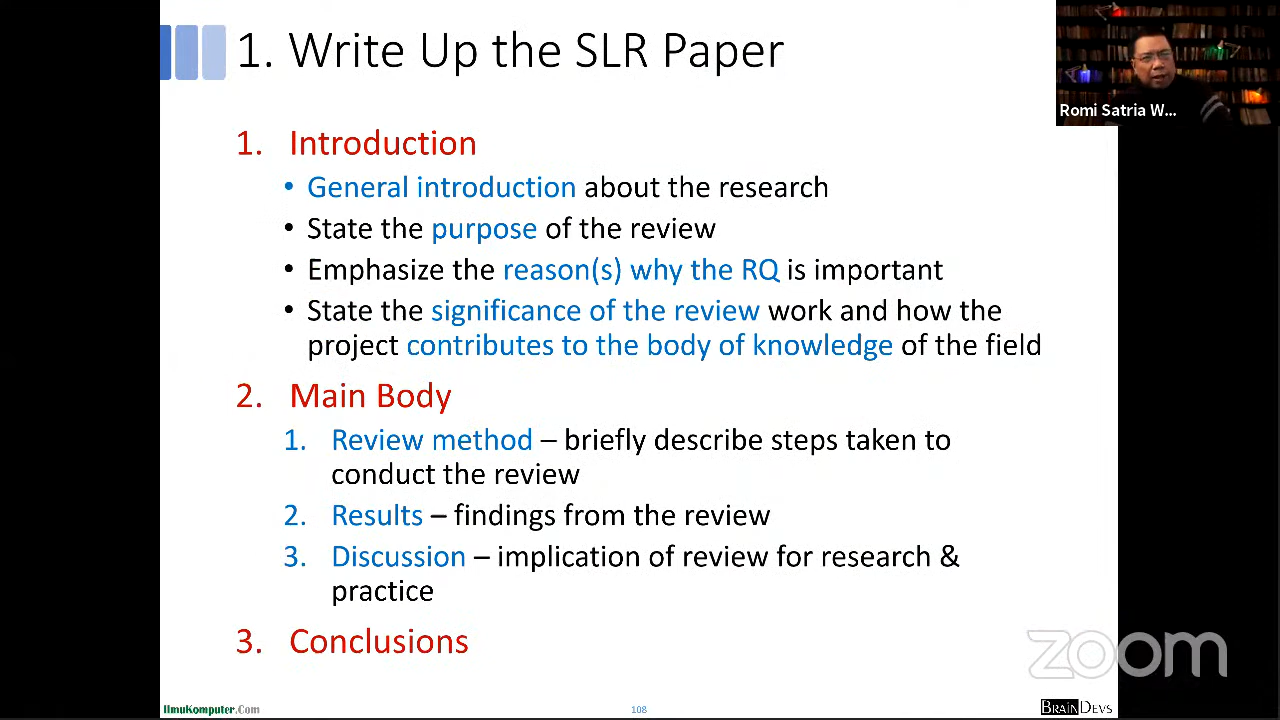 1. Write Up the SLR Paper
Romi Satria W...
1. Introduction
• General introduction about the research
• State the purpose of the review
• Emphasize the reason(s) why the RQ is important
• State the significance of the review work and how the
project contributes to the body of knowledge of the field
2. Main Body
1. Review method – briefly describe steps taken to
conduct the review
2. Results – findings from the review
3. Discussion – implication of review for research &
practice
3. Conclusions
zoom
IlmuKomputer.Com
108
BRAINDEVS